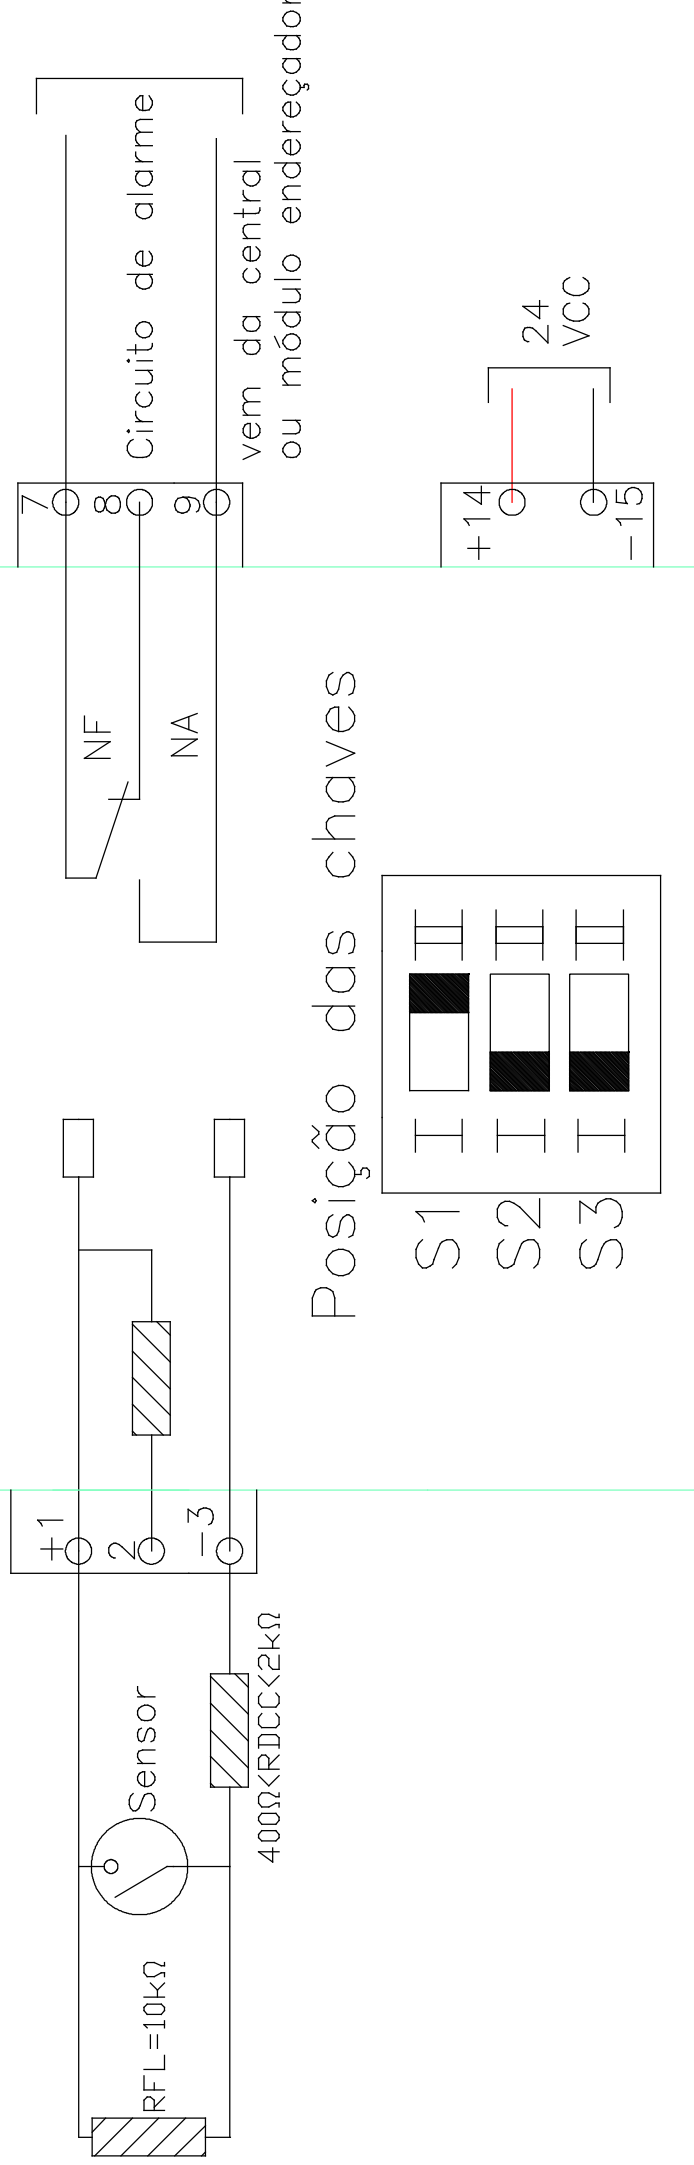 Circuito de alarme
vem da central
ou módulo endereçador
7
8
9
NF
NA
24
VCC
+14
-15
Posição das chaves
S1
S2
S3
+1
2
-3
Sensor
400Ω<RDCC<2kΩ
RFL=10kΩ